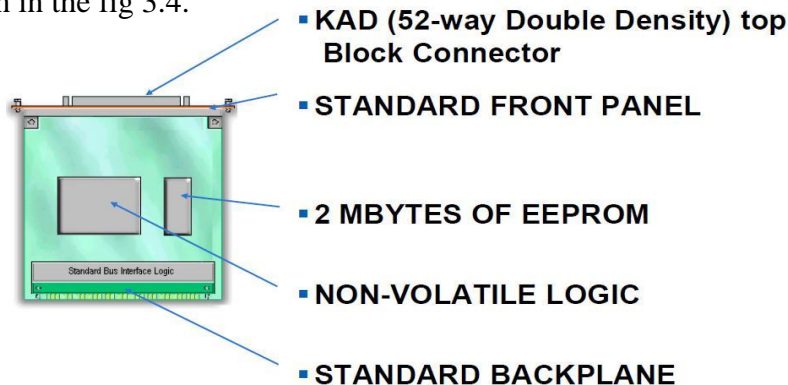 n in the fig 3.4.
▪ KAD (52-way Double Density) top
Block Connector
▪ STANDARD FRONT PANEL
▪ 2 MBYTES OF EEPROM
Standard Bus Interface Logic
▪ NON-VOLATILE LOGIC
▪ STANDARD BACKPLANE